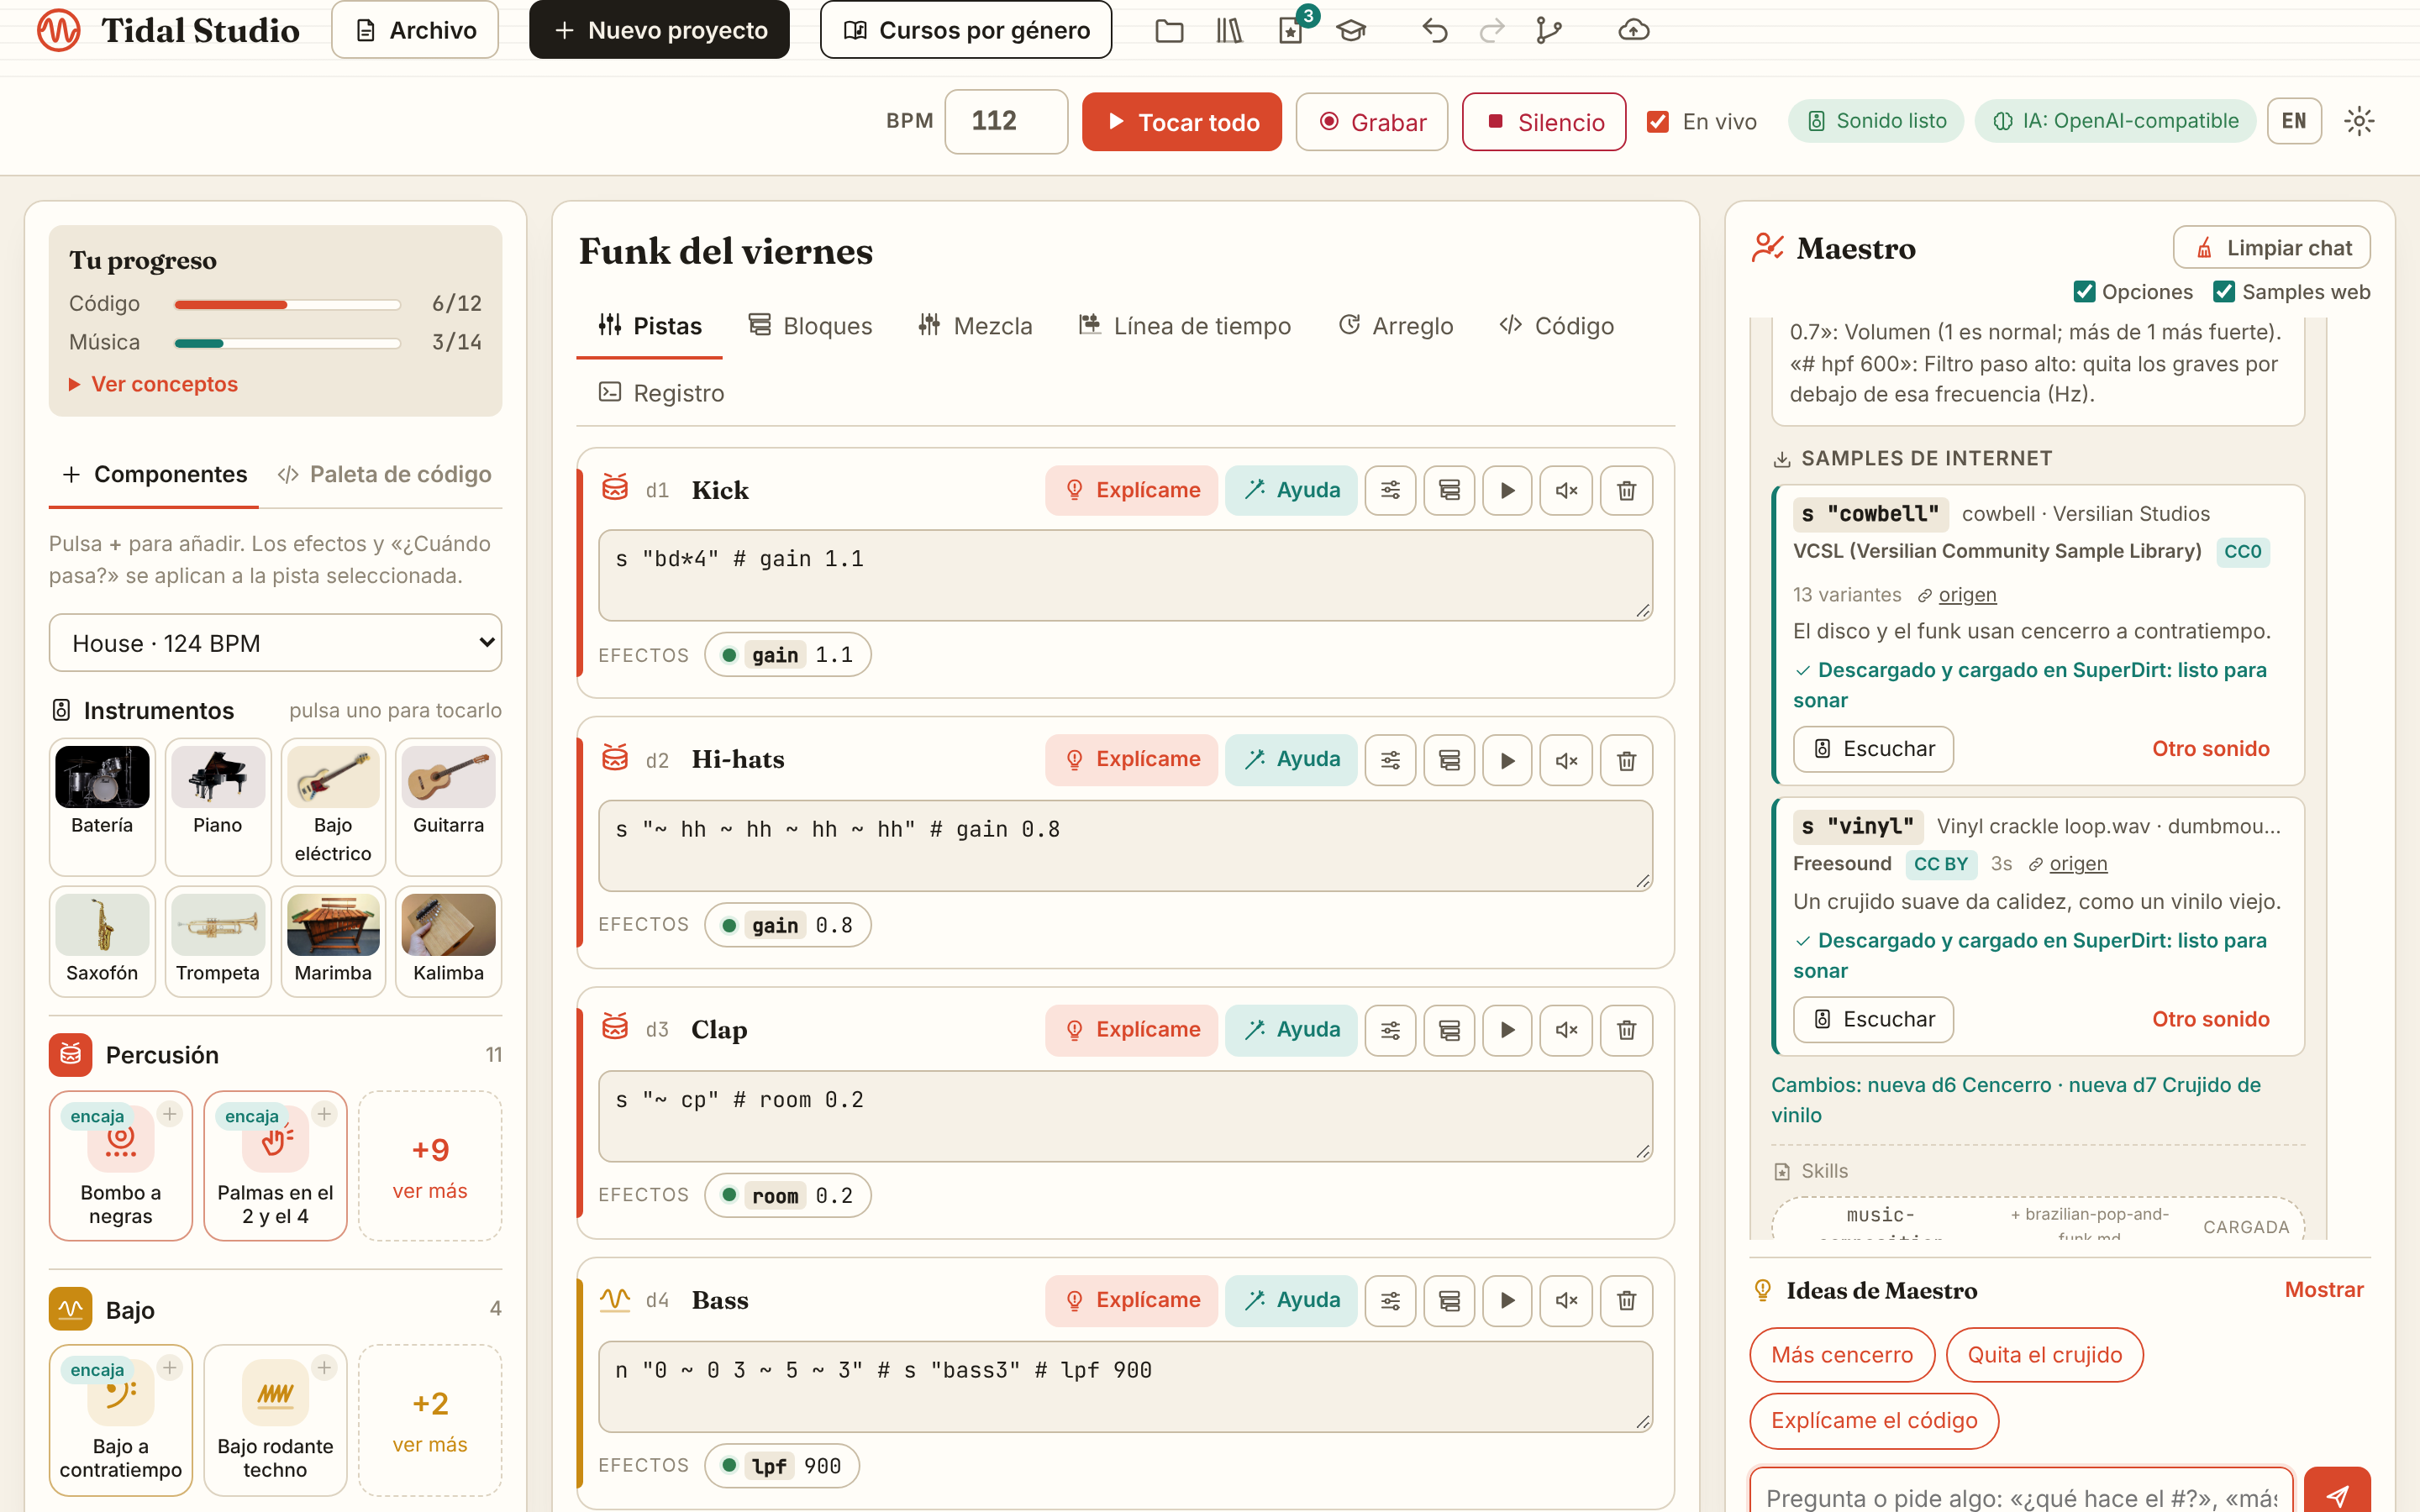 Tidal Studio
Archivo
Nuevo proyecto
Cursos por género
3
BPM
112
Tocar todo
Grabar
Silencio
En vivo
Sonido listo
IA: OpenAI-compatible
EN
Tu progreso
Código 6/12
Música 3/14
Ver conceptos
Componentes
Paleta de código
Pulsa + para añadir. Los efectos y «¿Cuándo
pasa?» se aplican a la pista seleccionada.
House · 124 BPM
Instrumentos
pulsa uno para tocarlo
Batería
Piano
Bajo
eléctrico
Guitarra
Saxofón
Trompeta
Marimba
Kalimba
Percusión
11
encaja
Bombo a
negras
encaja
Palmas en el
2 y el 4
+9
ver más
Bajo
4
encaja
Bajo a
contratiempo
Bajo rodante
techno
+2
ver más
Funk del viernes
Pistas
Bloques
Mezcla
Línea de tiempo
Arreglo
Código
Registro
d1 Kick
Explícame
Ayuda
s "bd*4" # gain 1.1
EFECTOS
gain 1.1
d2 Hi-hats
Explícame
Ayuda
s "~ hh ~ hh ~ hh ~ hh" # gain 0.8
EFECTOS
gain 0.8
d3 Clap
Explícame
Ayuda
s "~ cp" # room 0.2
EFECTOS
room 0.2
d4 Bass
Explícame
Ayuda
n "0 ~ 0 3 ~ 5 ~ 3" # s "bass3" # lpf 900
EFECTOS
lpf 900
Maestro
Limpiar chat
Opciones
Samples web
0.7»: Volumen (1 es normal; más de 1 más fuerte).
«# hpf 600»: Filtro paso alto: quita los graves por
debajo de esa frecuencia (Hz).
SAMPLES DE INTERNET
s "cowbell" cowbell · Versilian Studios
VCSL (Versilian Community Sample Library) CC0
13 variantes origen
El disco y el funk usan cencerro a contratiempo.
Descargado y cargado en SuperDirt: listo para
sonar
Escuchar
Otro sonido
s "vinyl" Vinyl crackle loop.wav · dumbmou...
Freesound CC BY 3s origen
Un crujido suave da calidez, como un vinilo viejo.
Descargado y cargado en SuperDirt: listo para
sonar
Escuchar
Otro sonido
Cambios: nueva d6 Cencerro · nueva d7 Crujido de
vinilo
Skills
music-
+ brazilian-pop-and-
CARGADA
Ideas de Maestro
Mostrar
Más cencerro
Quita el crujido
Explícame el código
Pregunta o pide algo: «¿qué hace el #?», «más